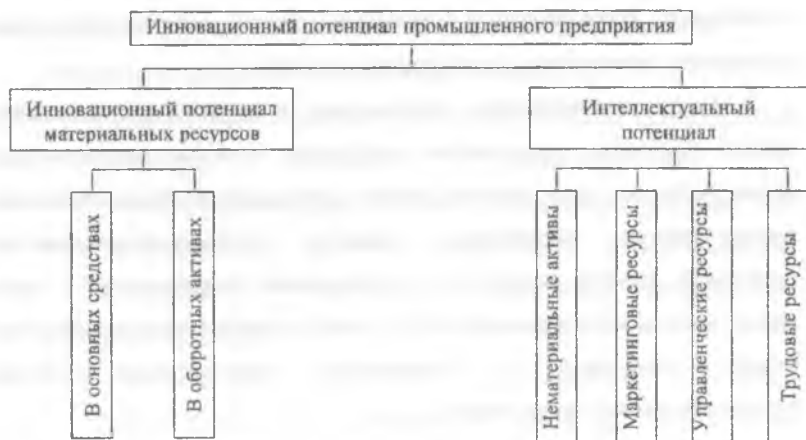 Инновационный потенциал промышленного предприятия
Инновационный потенциал
материальных ресурсов
Интеллектуальный
потенциал
В основных средствах
В оборотных активах
Нематериальные активы
Маркетинговые ресурсы
Управленческие ресурсы
Трудовые ресурсы